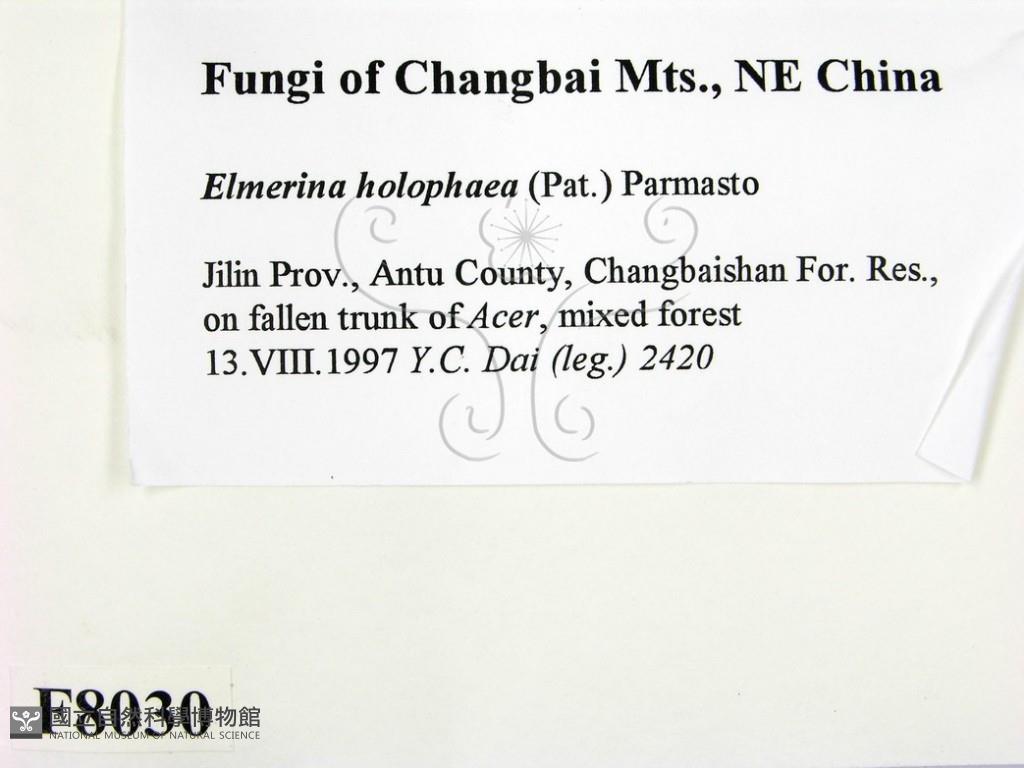 Fungi of Changbai Mts., NE China
Elmerina holophaea (Pat.) Parmasto
Jilin Prov., Antu County, Changbaishan For. Res.,
on fallen trunk of Acer, mixed forest
13.VIII.1997 Y.C. Dai (leg.) 2420
F8030
國立自然科學博物館
NATIONAL MUSEUM OF NATURAL SCIENCE